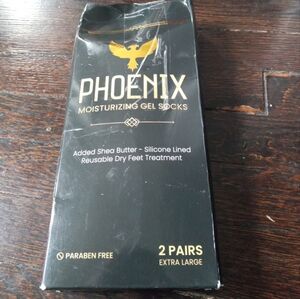 PHOENIX
MOISTURIZING GEL SOCKS
Added Shea Butter - Silicone Lined
Reusable Dry Feet Treatment
PARABEN FREE
2 PAIRS
EXTRA LARGE